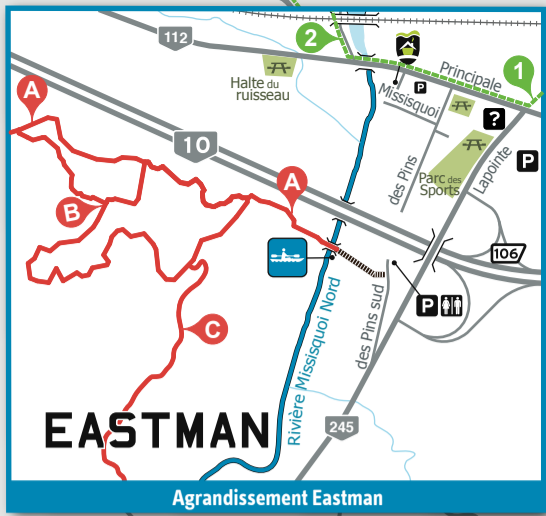 112
2
Principale
1
Halte du
ruisseau
P
Missisquoi
A
?
10
des Pins
Parc des
Sports
Lapointe
P
A
B
106
P
C
Rivière Missisquoi Nord
des Pins sud
EASTMAN
245
Agrandissement Eastman